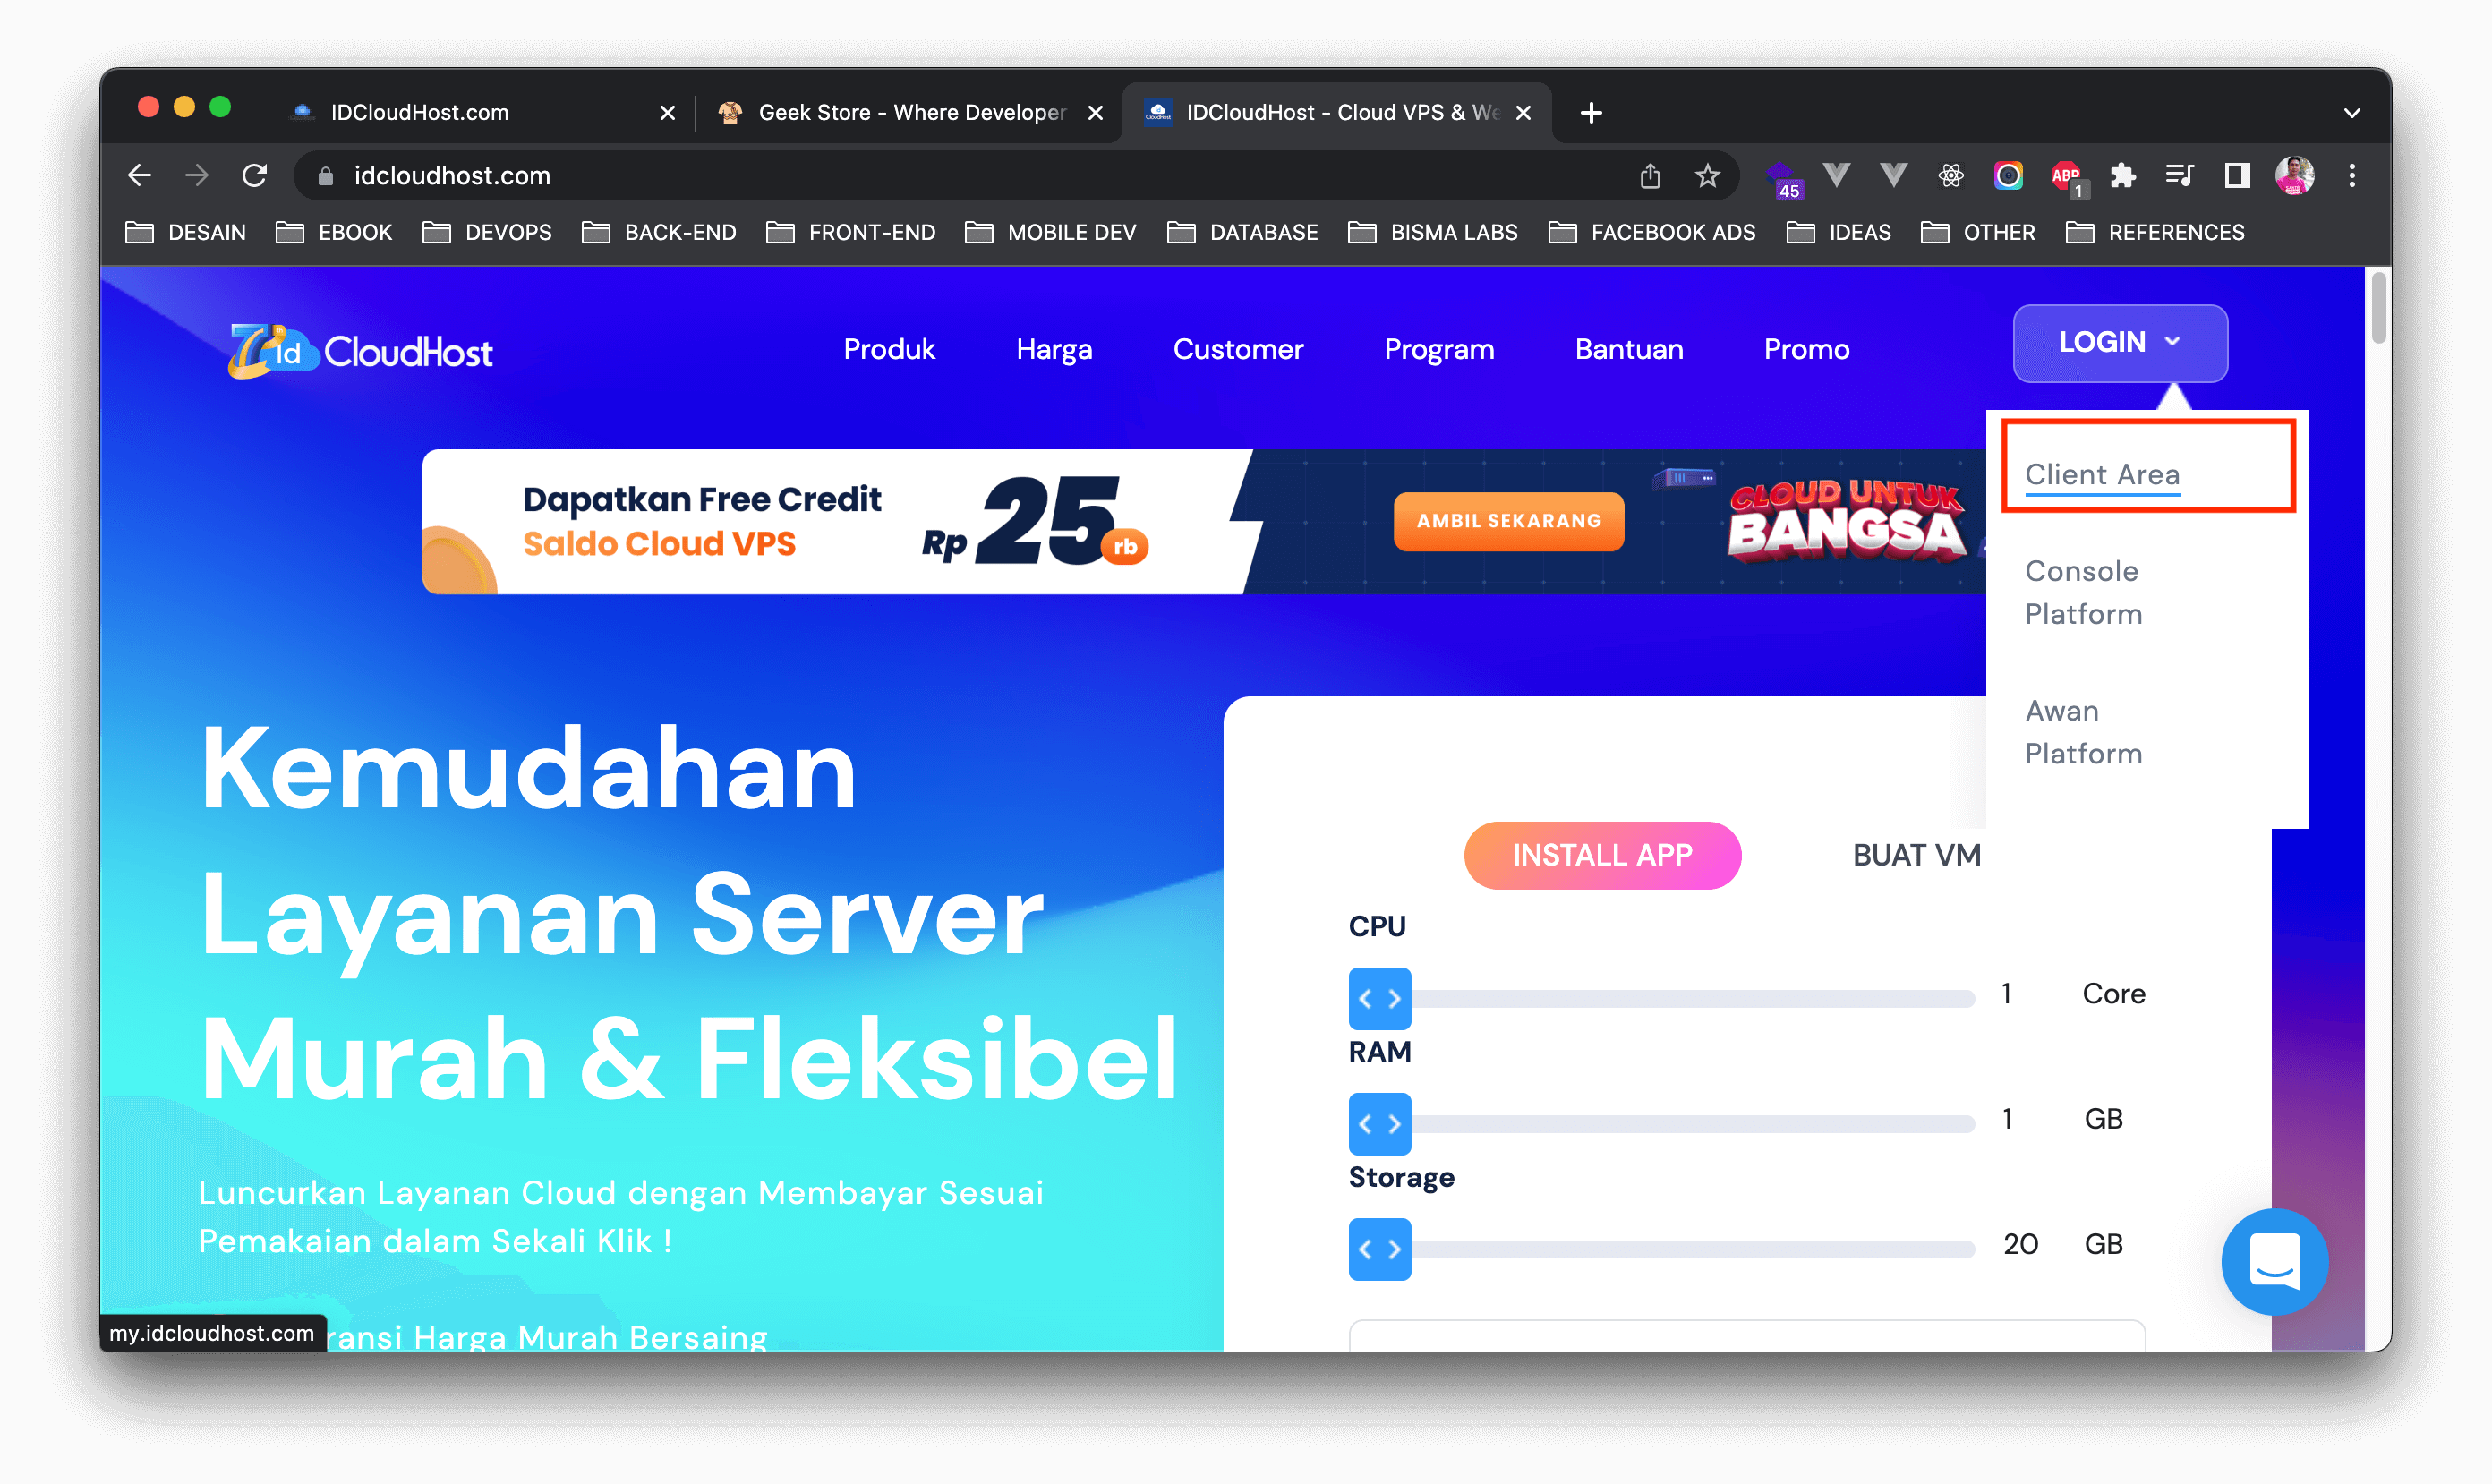 IDCloudHost.com
Geek Store - Where Developer
IDCloudHost - Cloud VPS & We
idcloudhost.com
45
ABP
1
DESAIN EBOOK DEVOPS BACK-END FRONT-END MOBILE DEV DATABASE BISMA LABS FACEBOOK ADS IDEAS OTHER REFERENCES
7 th id CloudHost
Produk Harga Customer Program Bantuan Promo
LOGIN
Client Area
Console
Platform
Awan
Platform
Dapatkan Free Credit
Saldo Cloud VPS
Rp 25 rb
AMBIL SEKARANG
CLOUD UNTUK
BANGSA
Kemudahan
Layanan Server
Murah & Fleksibel
Luncurkan Layanan Cloud dengan Membayar Sesuai
Pemakaian dalam Sekali Klik !
ransi Harga Murah Bersaing
INSTALL APP BUAT VM
CPU
1 Core
RAM
1 GB
Storage
20 GB
my.idcloudhost.com